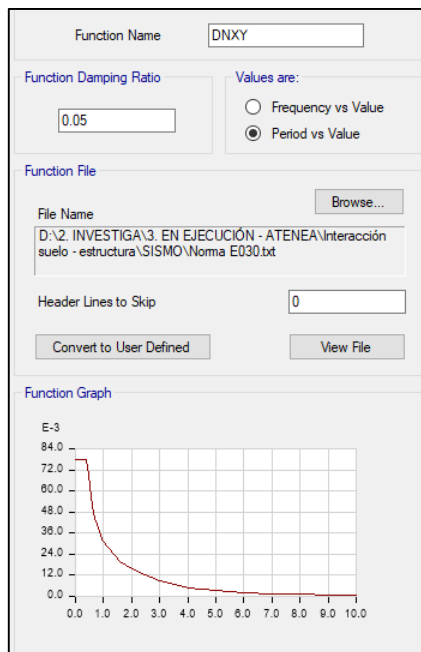 Function Name DNXY
Function Damping Ratio
0.05
Values are:
Frequency vs Value
Period vs Value
Function File
Browse...
File Name
D:\2. INVESTIGA\3. EN EJECUCIÓN - ATENEA\Interacción
suelo - estructura\SISMO\Norma E030.txt
Header Lines to Skip 0
Convert to User Defined View File
Function Graph
E-3
84.0
72.0
60.0
48.0
36.0
24.0
12.0
0.0
0.0 1.0 2.0 3.0 4.0 5.0 6.0 7.0 8.0 9.0 10.0